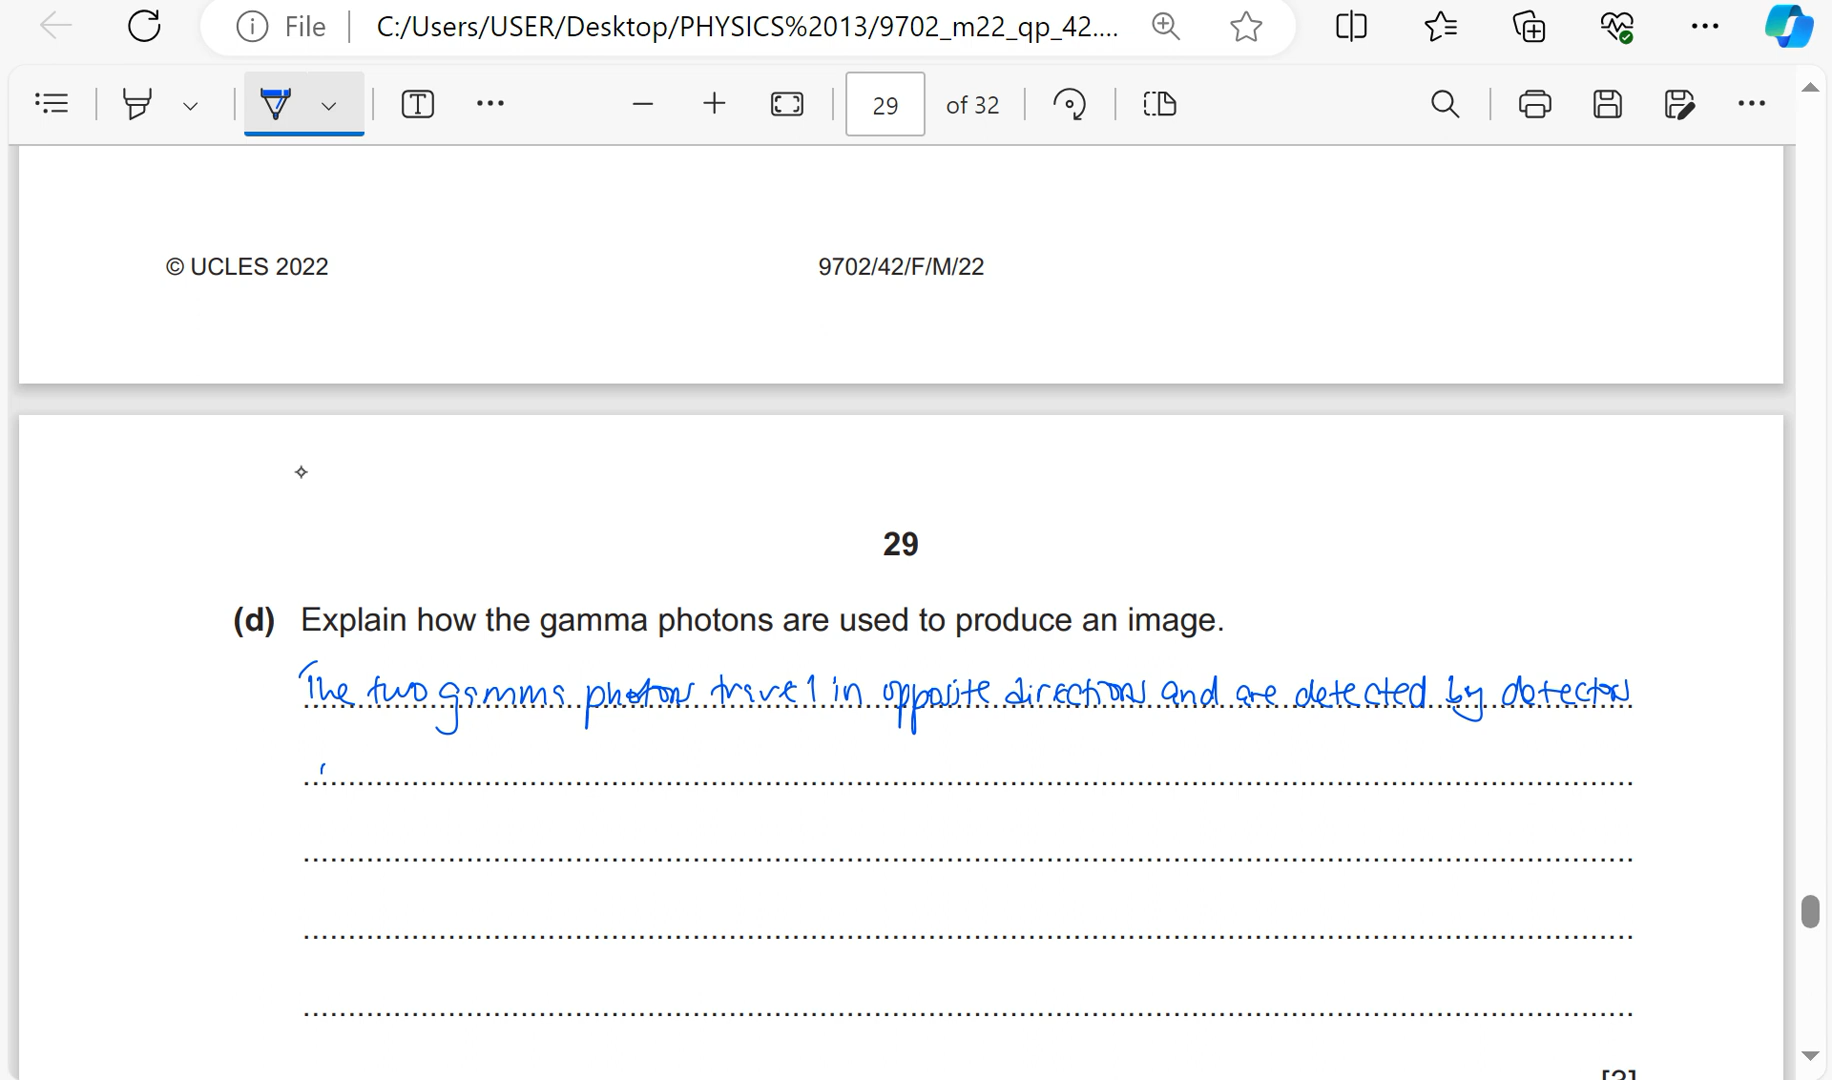 File
C:/Users/USER/Desktop/PHYSICS%2013/9702_m22_qp_42....
29 of 32
© UCLES 2022 9702/42/F/M/22
29
(d) Explain how the gamma photons are used to produce an image.
The two gamma photons travel in opposite directions and are detected by detectors